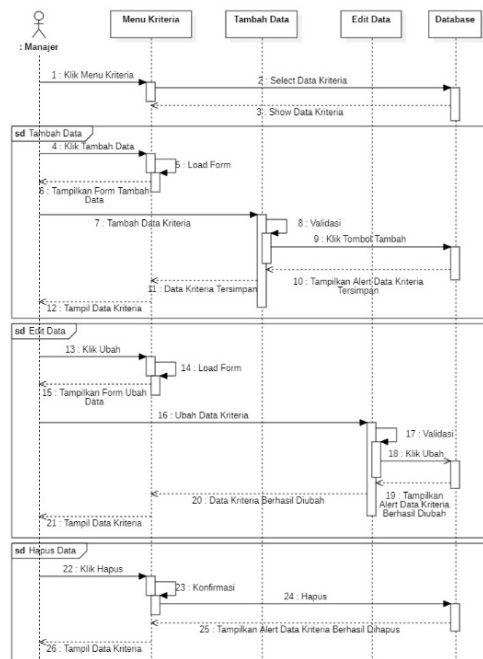 Menu Kriteria
Tambah Data
Edit Data
Database
: Manajer
1 : Klik Menu Kriteria
2 : Select Data Kriteria
3 : Show Data Kriteria
sd Tambah Data
4 : Klik Tambah Data
5 : Load Form
6 : Tampilkan Form Tambah
Data
7 : Tambah Data Kriteria
8 : Validasi
9 : Klik Tombol Tambah
10 : Tampilkan Alert Data Kriteria
Tersimpan
11 : Data Kriteria Tersimpan
12 : Tampil Data Kriteria
sd Edit Data
13 : Klik Ubah
14 : Load Form
15 : Tampilkan Form Ubah
Data
16 : Ubah Data Kriteria
17 : Validasi
18 : Klik Ubah
19 : Tampilkan
Alert Data Kriteria
Berhasil Diubah
20 : Data Kriteria Berhasil Diubah
21 : Tampil Data Kriteria
sd Hapus Data
22 : Klik Hapus
23 : Konfirmasi
24 : Hapus
25 : Tampilkan Alert Data Kriteria Berhasil Dihapus
26 : Tampil Data Kriteria